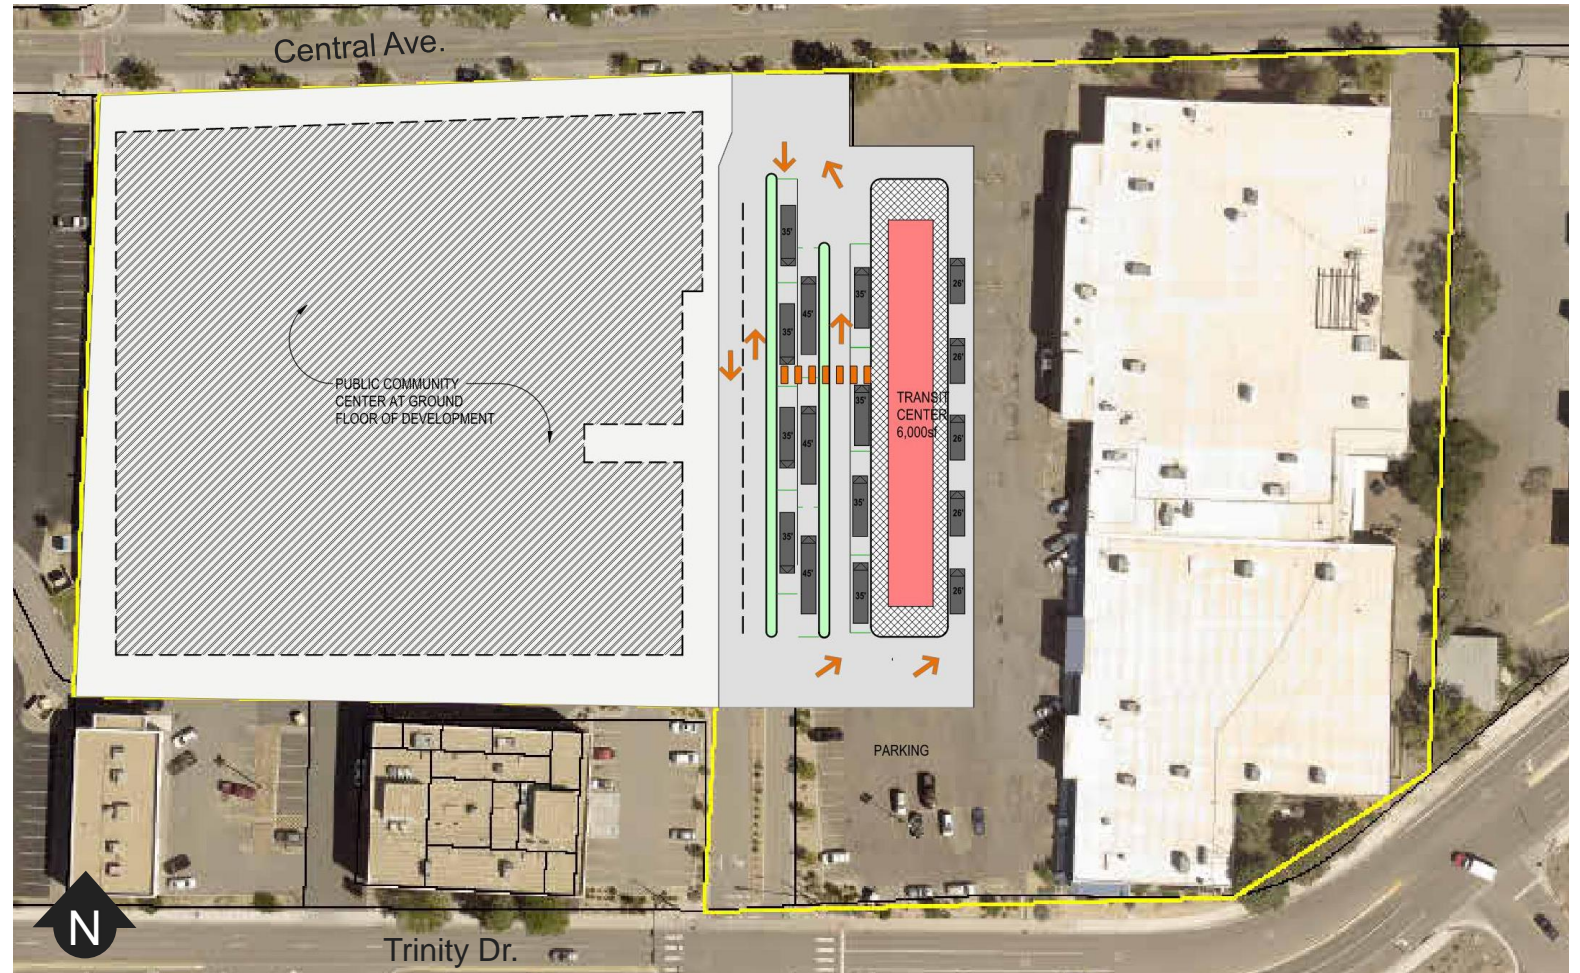 Central Ave.
35'
35'
45'
35'
26'
35'
26'
PUBLIC COMMUNITY
CENTER AT GROUND
FLOOR OF DEVELOPMENT
TRANSIT
CENTER
6,000sf
35'
35'
45'
26'
35'
26'
35'
45'
35'
26'
PARKING
N
Trinity Dr.